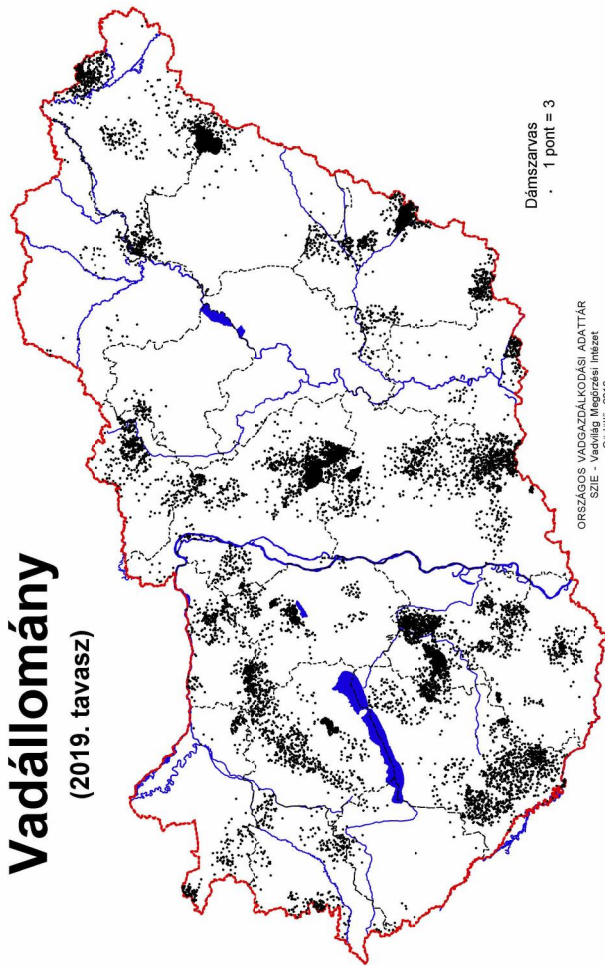 Vadállomány
(2019. tavasz)
Dámszarvas
. 1 pont = 3
ORSZÁGOS VADGAZDÁLKODÁSI ADATTÁR
SZIE - Vadvilág Megőrzési Intézet